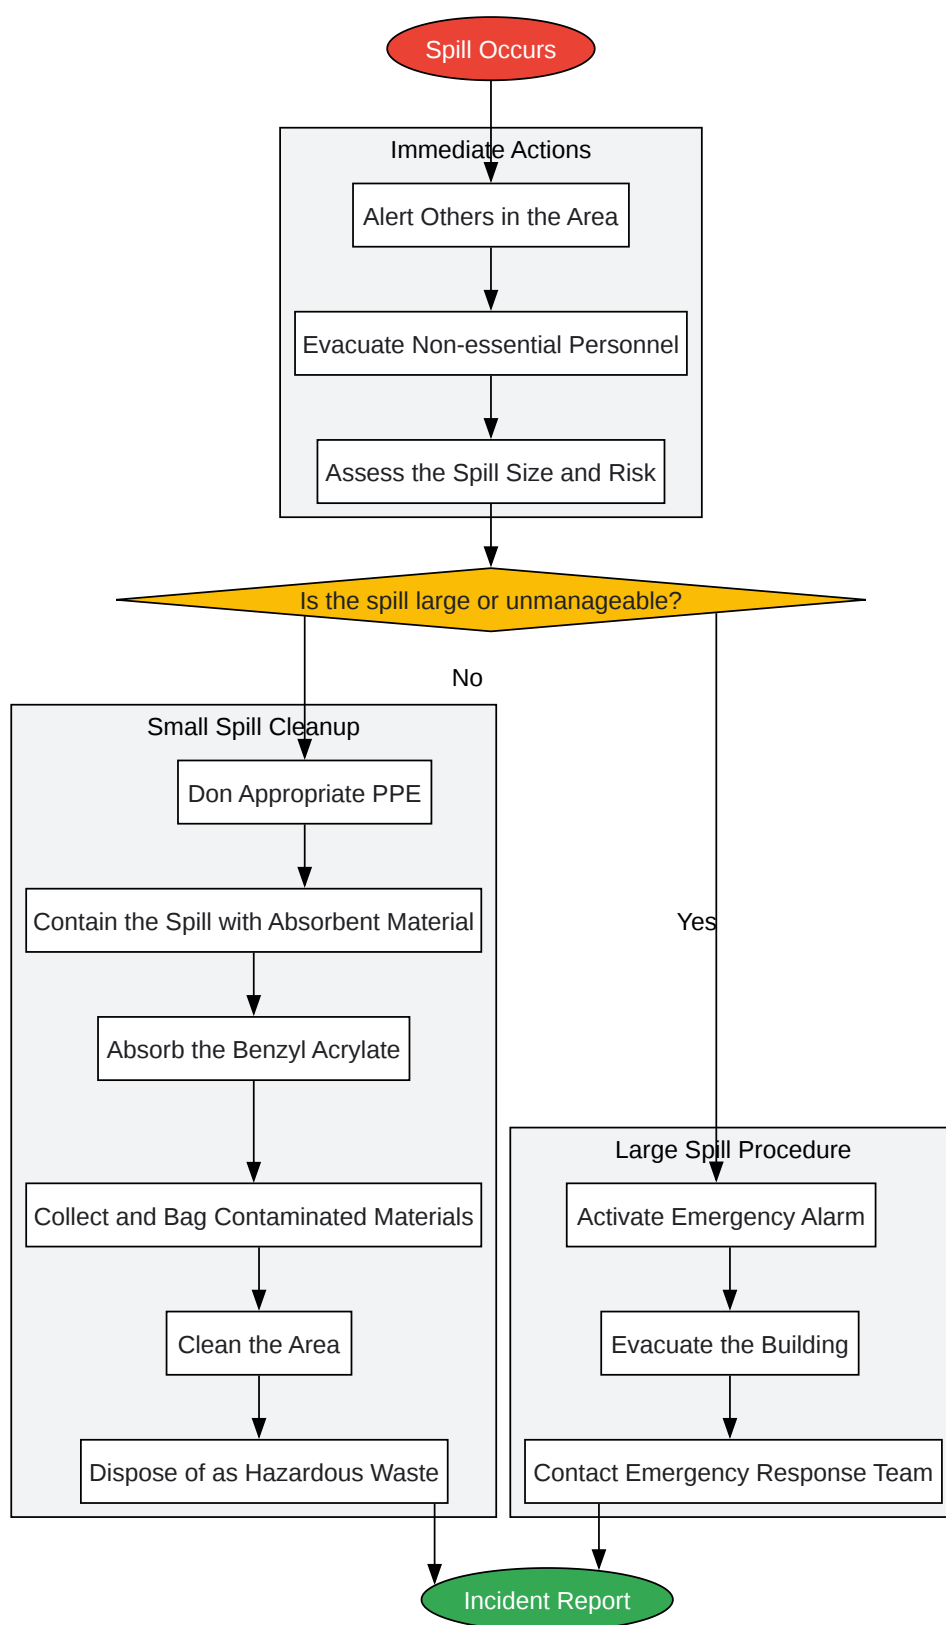 Spill Occurs
Immediate Actions
Alert Others in the Area
Evacuate Non-essential Personnel
Assess the Spill Size and Risk
Is the spill large or unmanageable?
No
Small Spill Cleanup
Don Appropriate PPE
Contain the Spill with Absorbent Material
Yes
Absorb the Benzyl Acrylate
Large Spill Procedure
Collect and Bag Contaminated Materials
Activate Emergency Alarm
Clean the Area
Evacuate the Building
Dispose of as Hazardous Waste
Contact Emergency Response Team
Incident Report